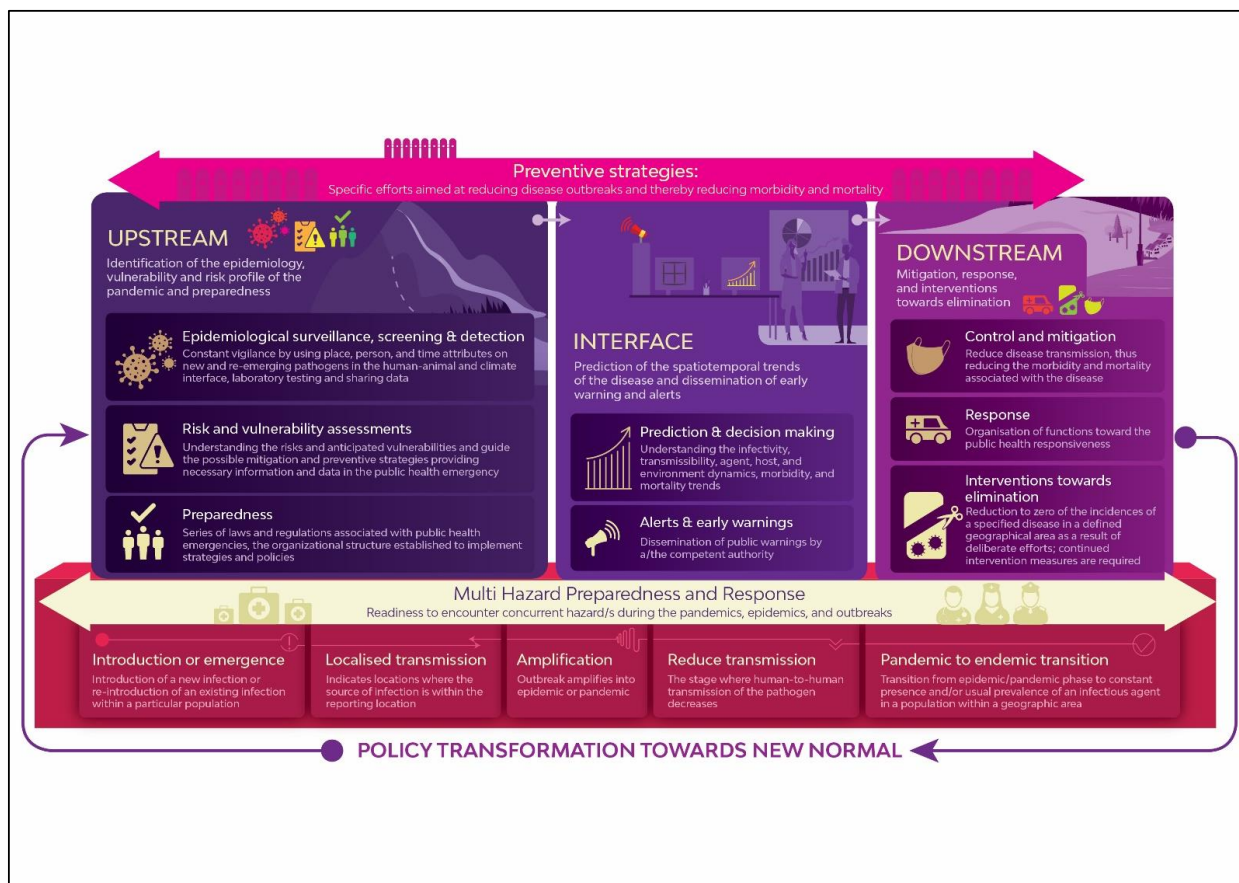 Preventive strategies:
Specific efforts aimed at reducing disease outbreaks and thereby reducing morbidity and mortality
UPSTREAM
Identification of the epidemiology,
vulnerability and risk profile of the
pandemic and preparedness
Epidemiological surveillance, screening & detection
Constant vigilance by using place, person, and time attributes on
new and re-emerging pathogens in the human-animal and climate
interface, laboratory testing and sharing data
Risk and vulnerability assessments
Understanding the risks and anticipated vulnerabilities and guide
the possible mitigation and preventive strategies providing
necessary information and data in the public health emergency
Preparedness
Series of laws and regulations associated with public health
emergencies, the organizational structure established to implement
strategies and policies
INTERFACE
Prediction of the spatiotemporal trends
of the disease and dissemination of early
warning and alerts
Prediction & decision making
Understanding the infectivity,
transmissibility, agent, host, and
environment dynamics, morbidity, and
mortality trends
Alerts & early warnings
Dissemination of public warnings by
a/the competent authority
DOWNSTREAM
Mitigation, response,
and interventions
towards elimination
Control and mitigation
Reduce disease transmission, thus
reducing the morbidity and mortality
associated with the disease
Response
Organisation of functions toward the
public health responsiveness
Interventions towards
elimination
Reduction to zero of the incidences of
a specified disease in a defined
geographical area as a result of
deliberate efforts; continued
intervention measures are required
Multi Hazard Preparedness and Response
Readiness to encounter concurrent hazard/s during the pandemics, epidemics, and outbreaks
Introduction or emergence
Introduction of a new infection or
re-introduction of an existing infection
within a particular population
Localised transmission
Indicates locations where the
source of infection is within the
reporting location
Amplification
Outbreak amplifies into
epidemic or pandemic
Reduce transmission
The stage where human-to-human
transmission of the pathogen
decreases
Pandemic to endemic transition
Transition from epidemic/pandemic phase to constant
presence and/or usual prevalence of an infectious agent
in a population within a geographic area
POLICY TRANSFORMATION TOWARDS NEW NORMAL